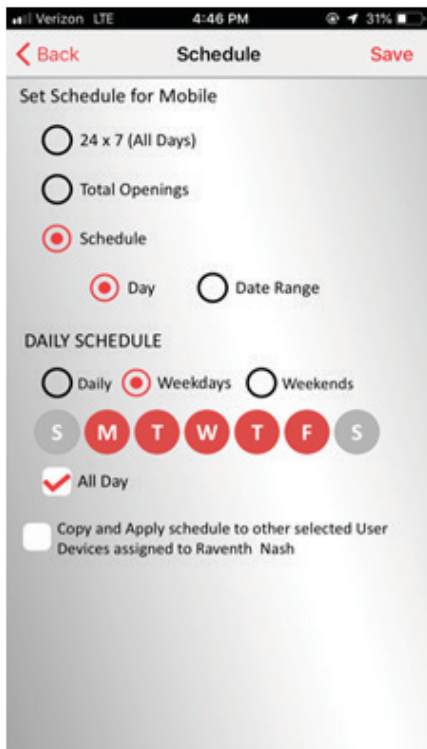 Verizon LTE 4:46 PM 31%
Back Schedule Save
Set Schedule for Mobile
24 x 7 (All Days)
Total Openings
Schedule
Day Date Range
DAILY SCHEDULE
Daily Weekdays Weekends
S M T W T F S
All Day
Copy and Apply schedule to other selected User
Devices assigned to Raventh Nash